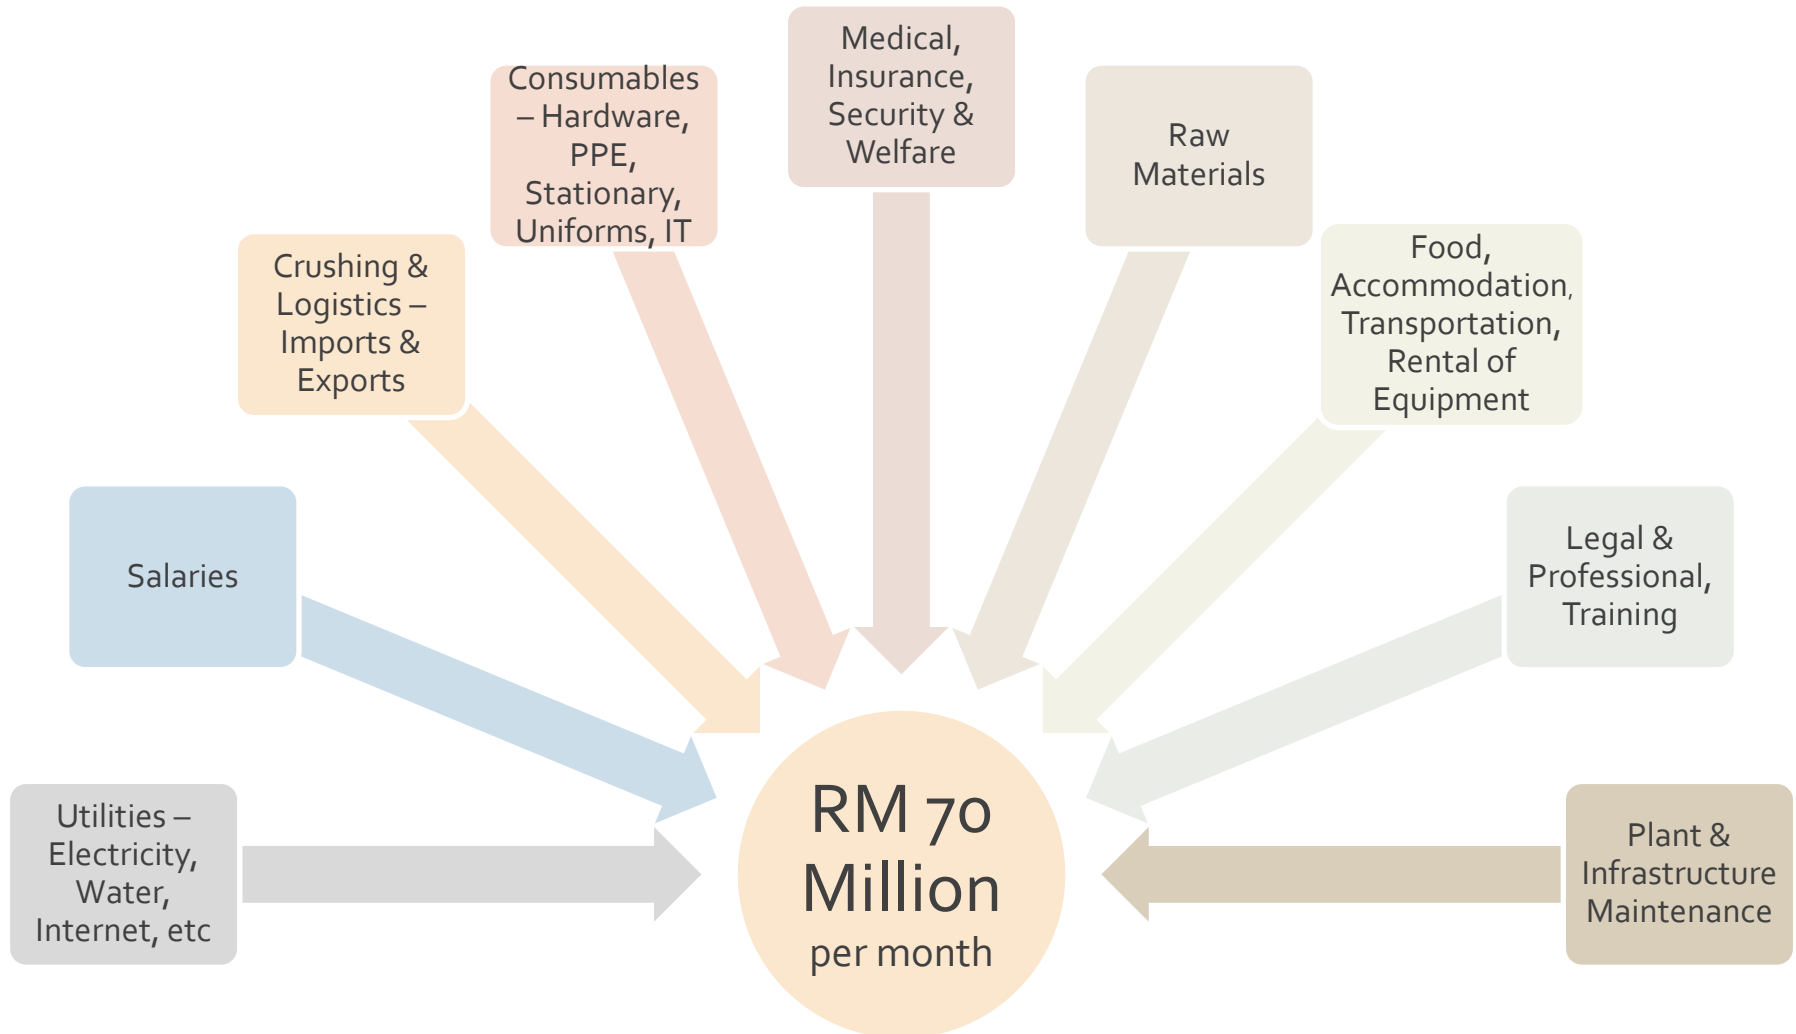 Utilities –
Electricity,
Water,
Internet, etc
Salaries
Crushing &
Logistics –
Imports &
Exports
Consumables
– Hardware,
PPE,
Stationary,
Uniforms, IT
Medical,
Insurance,
Security &
Welfare
Raw
Materials
Food,
Accommodation,
Transportation,
Rental of
Equipment
Legal &
Professional,
Training
Plant &
Infrastructure
Maintenance
RM 70
Million
per month